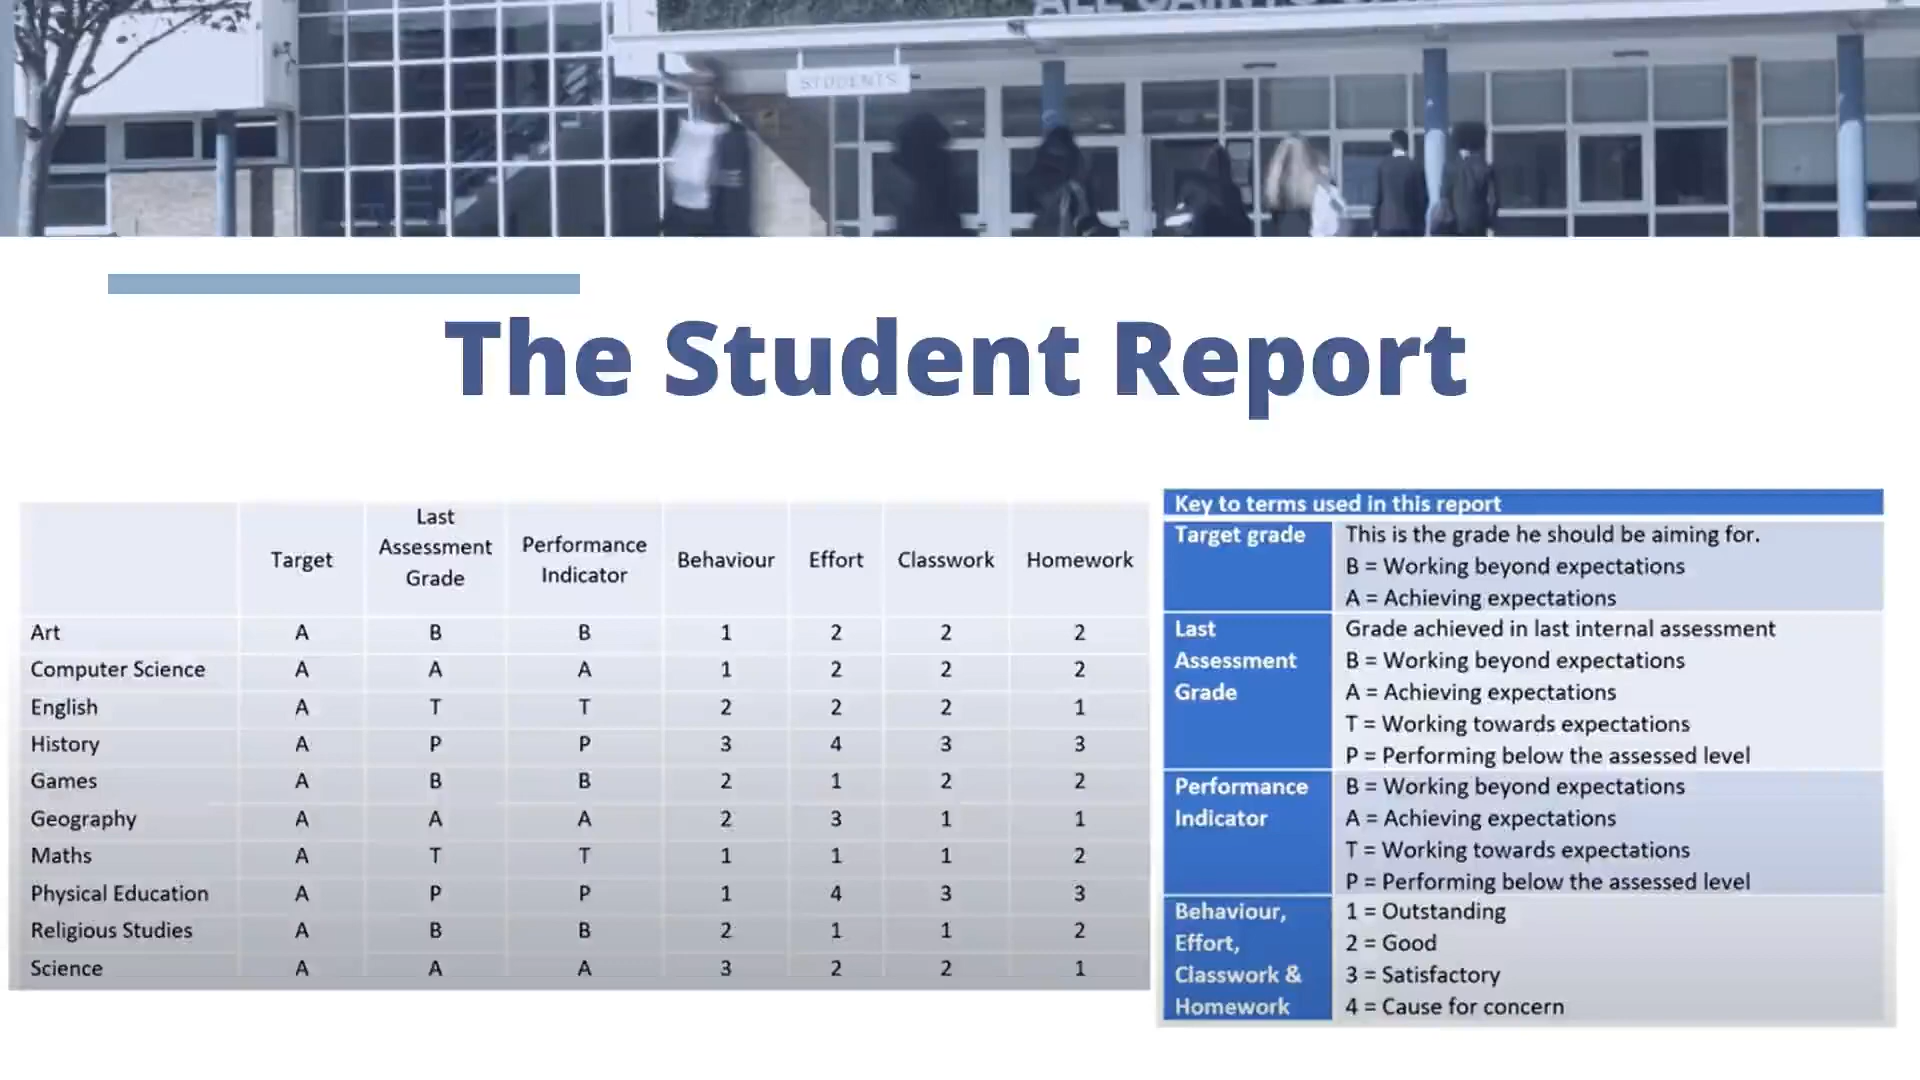 STUDENTS
The Student Report
Target Last Assessment Grade Performance Indicator Behaviour Effort Classwork Homework
Art A B B 1 2 2 2
Computer Science A A A 1 2 2 2
English A T T 2 2 2 1
History A P P 3 4 3 3
Games A B B 2 1 2 2
Geography A A A 2 3 1 1
Maths A T T 1 1 1 2
Physical Education A P P 1 4 3 3
Religious Studies A B B 2 1 1 2
Science A A A 3 2 2 1
Key to terms used in this report
Target grade This is the grade he should be aiming for.
B = Working beyond expectations
A = Achieving expectations
Last Grade achieved in last internal assessment
Assessment B = Working beyond expectations
Grade A = Achieving expectations
T = Working towards expectations
P = Performing below the assessed level
Performance B = Working beyond expectations
Indicator A = Achieving expectations
T = Working towards expectations
P = Performing below the assessed level
Behaviour, 1 = Outstanding
Effort, 2 = Good
Classwork & 3 = Satisfactory
Homework 4 = Cause for concern